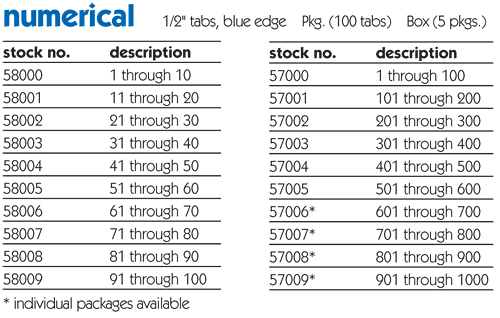 numerical 1/2" tabs, blue edge Pkg. (100 tabs) Box (5 pkgs.)
stock no. description
58000 1 through 10
58001 11 through 20
58002 21 through 30
58003 31 through 40
58004 41 through 50
58005 51 through 60
58006 61 through 70
58007 71 through 80
58008 81 through 90
58009 91 through 100
* individual packages available
stock no. description
57000 1 through 100
57001 101 through 200
57002 201 through 300
57003 301 through 400
57004 401 through 500
57005 501 through 600
57006* 601 through 700
57007* 701 through 800
57008* 801 through 900
57009* 901 through 1000